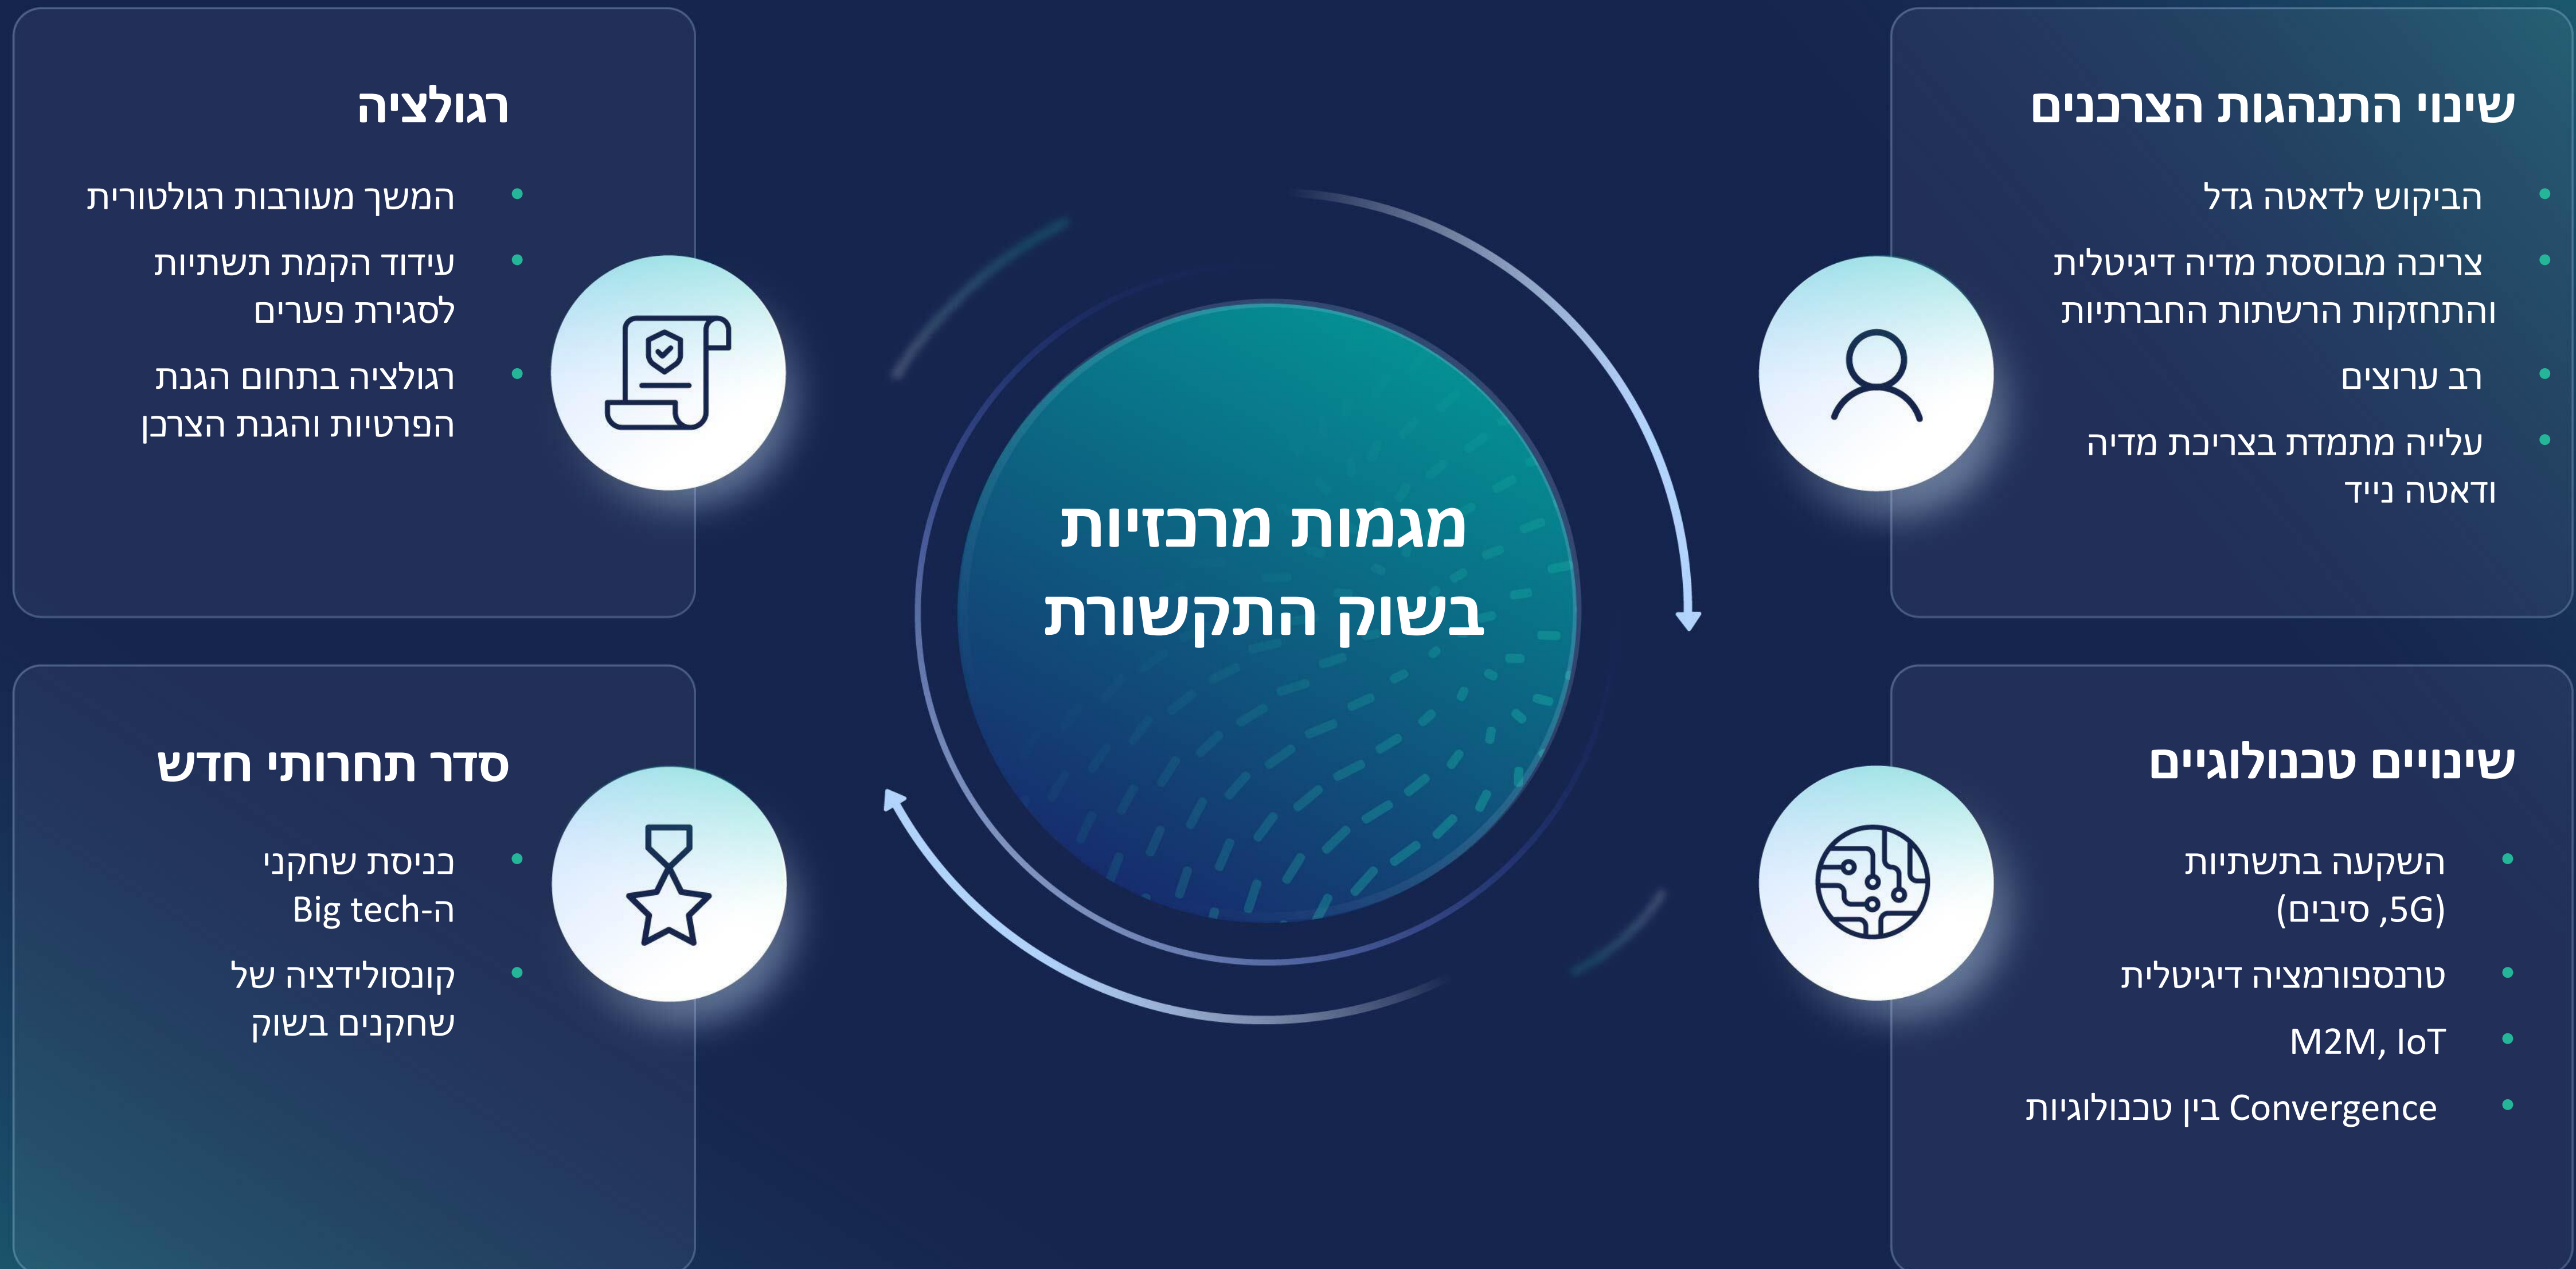 מגמות מרכזיות
בשוק התקשורת
שינוי התנהגות הצרכנים
• הביקוש לדאטה גדל
• צריכה מבוססת מדיה דיגיטלית
והתחזקות הרשתות החברתיות
• רב ערוצים
• עלייה מתמדת בצריכת מדיה
ודאטה נייד
רגולציה
• המשך מעורבות רגולטורית
• עידוד הקמת תשתיות
לסגירת פערים
• רגולציה בתחום הגנת
הפרטיות והגנת הצרכן
שינויים טכנולוגיים
• השקעה בתשתיות
(5G, סיבים)
• טרנספורמציה דיגיטלית
• M2M, IoT
• Convergence בין טכנולוגיות
סדר תחרותי חדש
• כניסת שחקני
ה-Big tech
• קונסולידציה של
שחקנים בשוק